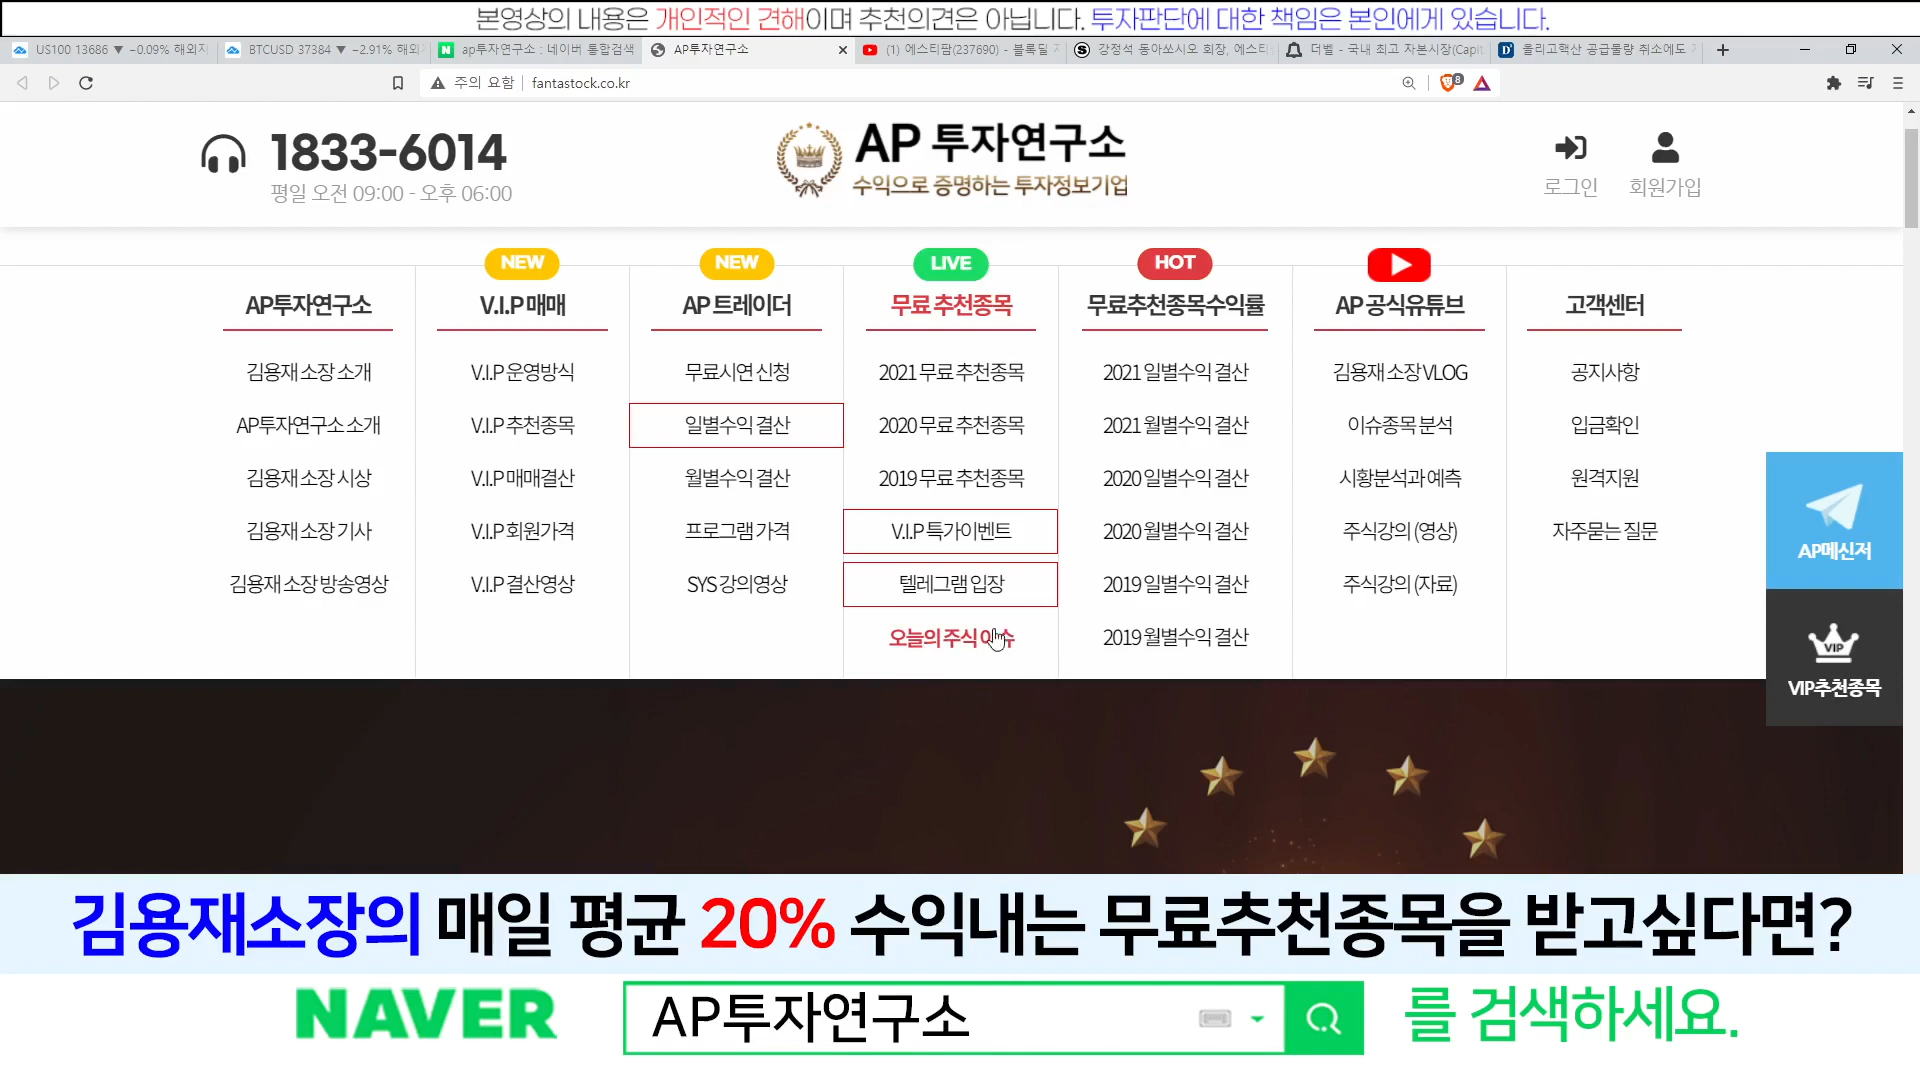 본영상의 내용은 개인적인 견해이며 추천의견은 아닙니다. 투자판단에 대한 책임은 본인에게 있습니다.
US100 13686 ▼ −0.09% 해외지
BTCUSD 37384 ▼ −2.91% 해외
ap투자연구소 : 네이버 통합검색
AP투자연구소
(1) 에스티팜(237690) - 블록딜
강정석 동아쏘시오 회장, 에스티
더벨 - 국내 최고 자본시장(Capit
올리고핵산 공급물량 취소에도
주의 요함
fantastock.co.kr
8
1833-6014
평일 오전 09:00 - 오후 06:00
AP 투자연구소
수익으로 증명하는 투자정보기업
로그인
회원가입
NEW
NEW
LIVE
HOT
AP투자연구소
V.I.P 매매
AP 트레이더
무료 추천종목
무료추천종목수익률
AP 공식유튜브
고객센터
김용재 소장 소개
V.I.P 운영방식
무료시연 신청
2021 무료 추천종목
2021 일별수익 결산
김용재 소장 VLOG
공지사항
AP투자연구소 소개
V.I.P 추천종목
일별수익 결산
2020 무료 추천종목
2021 월별수익 결산
이슈종목 분석
입금확인
김용재 소장 시상
V.I.P 매매결산
월별수익 결산
2019 무료 추천종목
2020 일별수익 결산
시황분석과 예측
원격지원
김용재 소장 기사
V.I.P 회원가격
프로그램 가격
V.I.P 특가이벤트
2020 월별수익 결산
주식강의 (영상)
자주묻는 질문
김용재 소장 방송영상
V.I.P 결산영상
SYS 강의영상
텔레그램 입장
2019 일별수익 결산
주식강의 (자료)
오늘의 주식 이슈
2019 월별수익 결산
AP메신저
VIP
VIP추천종목
김용재소장의 매일 평균 20% 수익내는 무료추천종목을 받고싶다면?
NAVER
AP투자연구소
를 검색하세요.